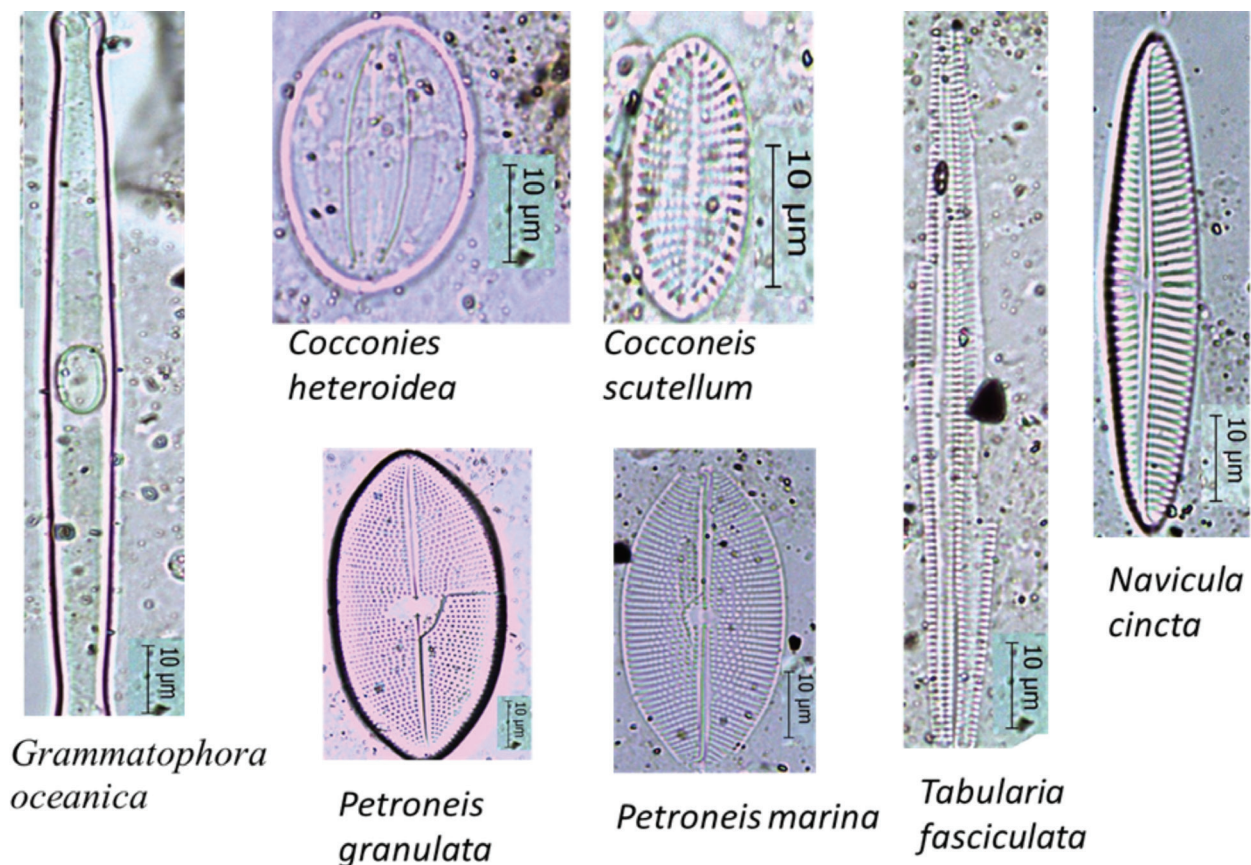 10 µm
Grammatophora
oceanica
10 µm
Cocconies
heteroidea
10 µm
Cocconeis
scutellum
10 µm
Petroneis
granulata
10 µm
Petroneis marina
10 µm
Tabularia
fasciculata
10 µm
Navicula
cincta